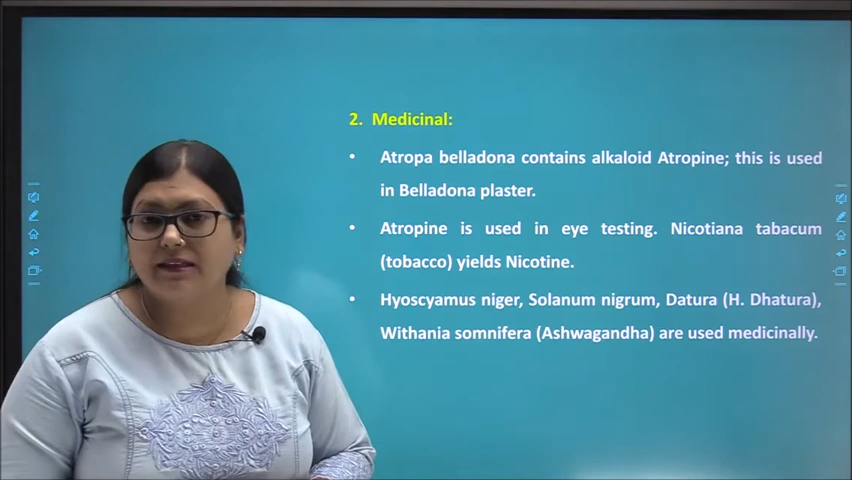 2. Medicinal:
• Atropa belladona contains alkaloid Atropine; this is used
in Belladona plaster.
• Atropine is used in eye testing. Nicotiana tabacum
(tobacco) yields Nicotine.
• Hyoscyamus niger, Solanum nigrum, Datura (H. Dhatura),
Withania somnifera (Ashwagandha) are used medicinally.